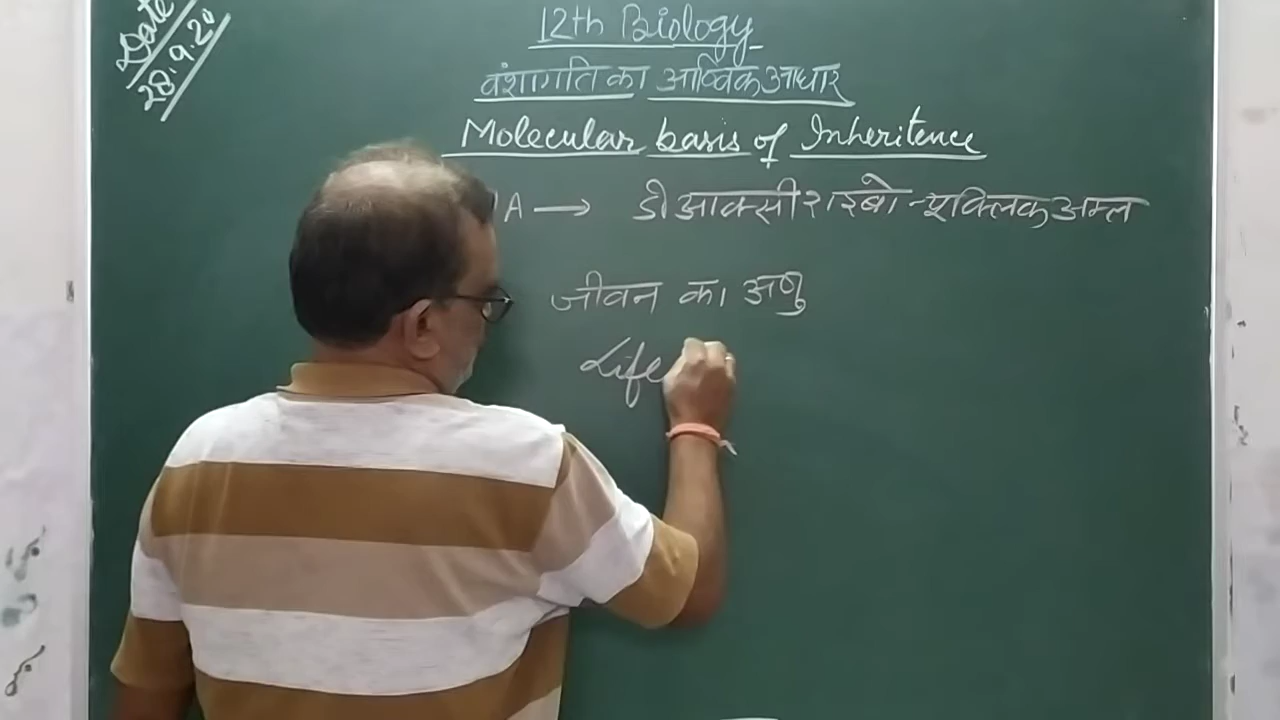 Date
28.9.20
12th Biology
वंशागति का आण्विक आधार
Molecular basis of Inheritence
A → डी आक्सी राइबो-न्यूक्लिक अम्ल
जीवन का अणु
Life